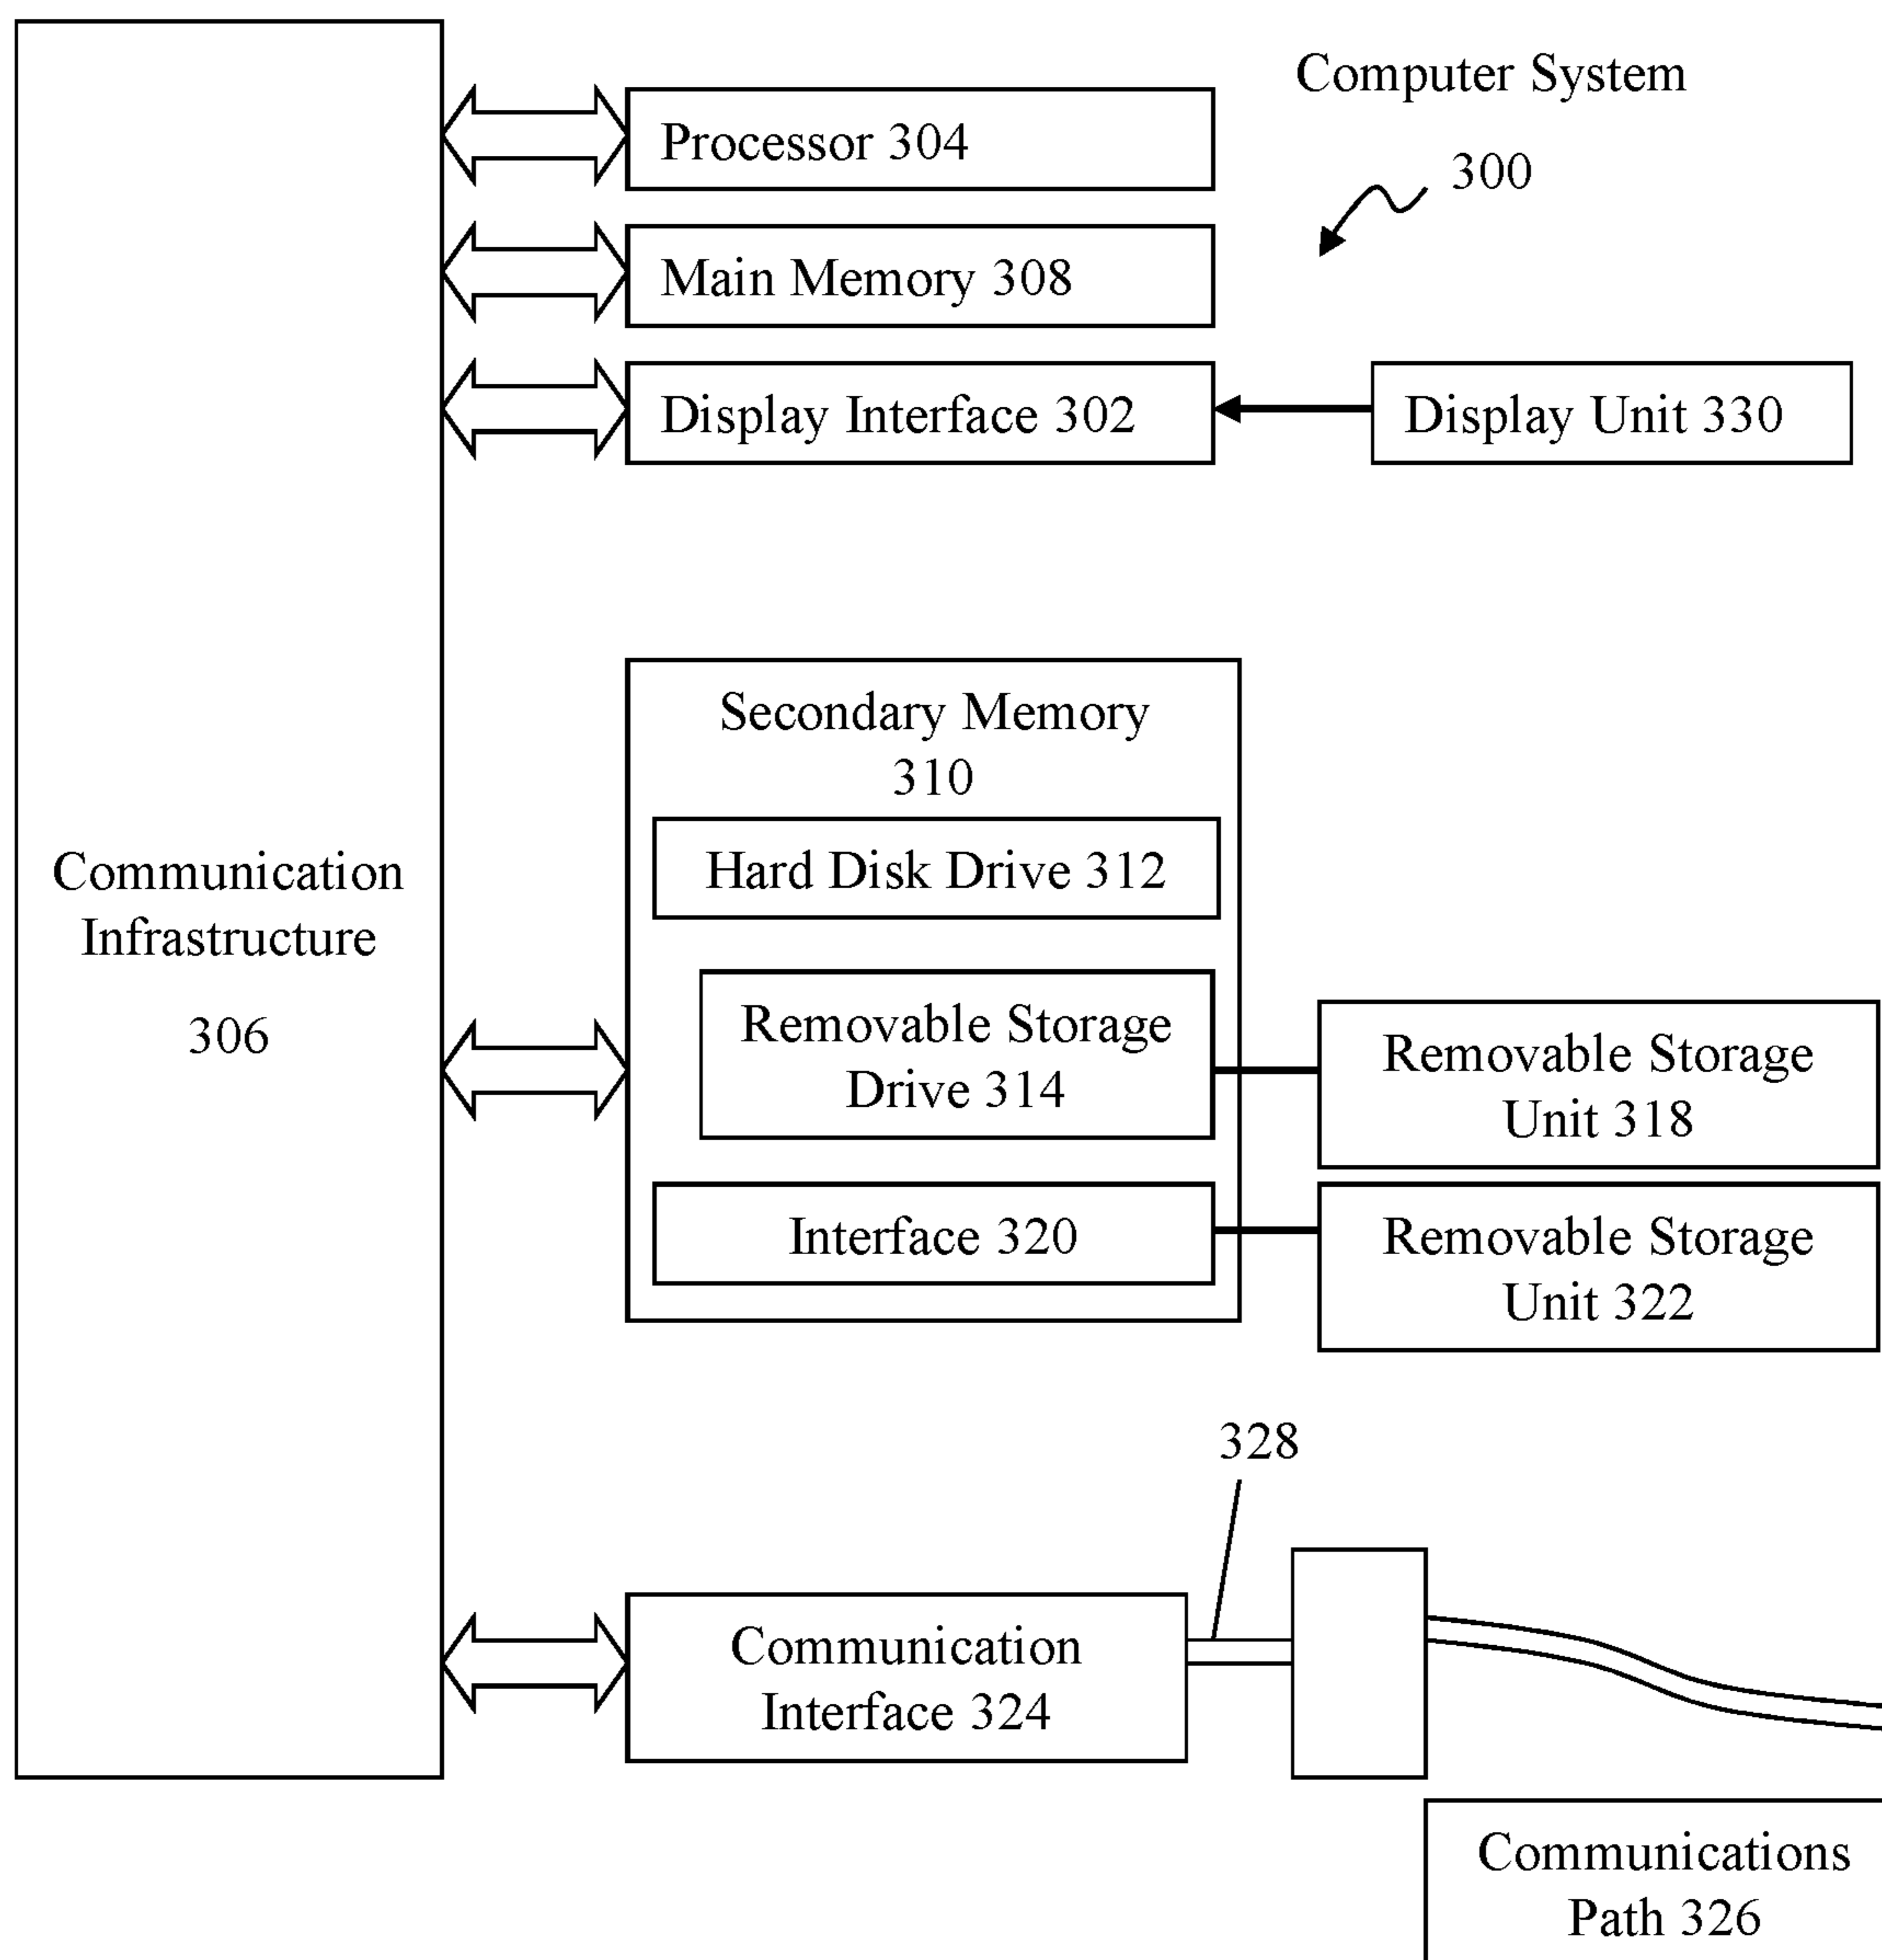 Computer System
300
Processor 304
Main Memory 308
Display Interface 302
Display Unit 330
Communication
Infrastructure
306
Secondary Memory
310
Hard Disk Drive 312
Removable Storage
Drive 314
Removable Storage
Unit 318
Interface 320
Removable Storage
Unit 322
328
Communication
Interface 324
Communications
Path 326